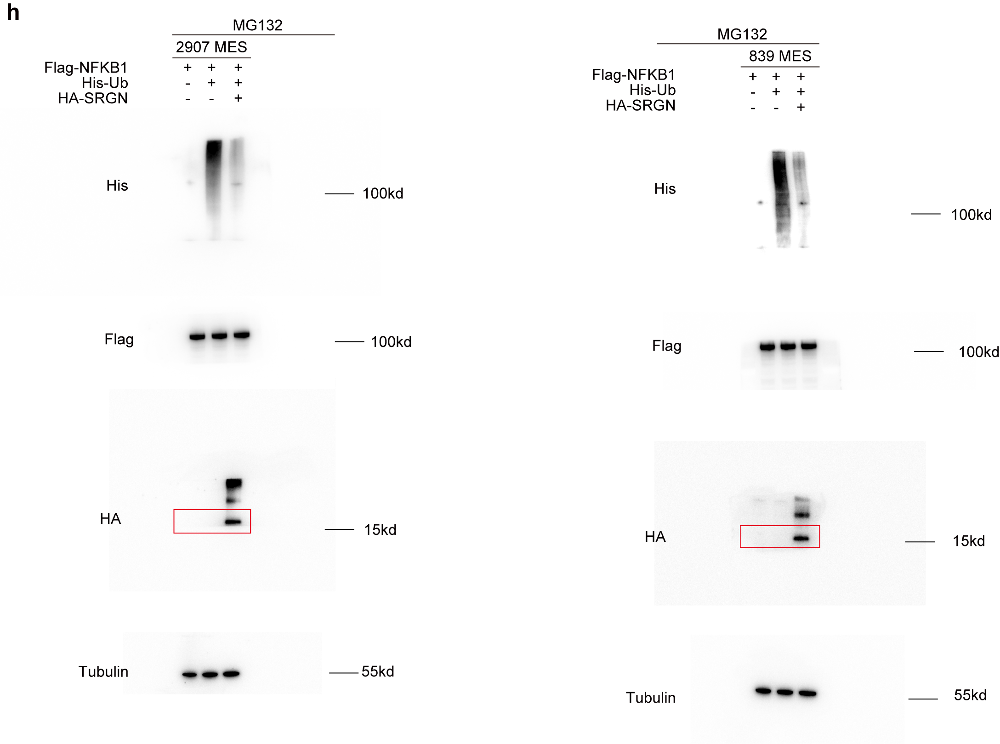 h
MG132
2907 MES
Flag-NFKB1 + + +
His-Ub - + +
HA-SRGN - - +
His
100kd
Flag
100kd
HA
15kd
Tubulin
55kd
MG132
839 MES
Flag-NFKB1 + + +
His-Ub - + +
HA-SRGN - - +
His
100kd
Flag
100kd
HA
15kd
Tubulin
55kd